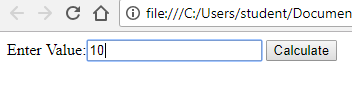 file:///C:/Users/student/Documen
Enter Value: 10 Calculate